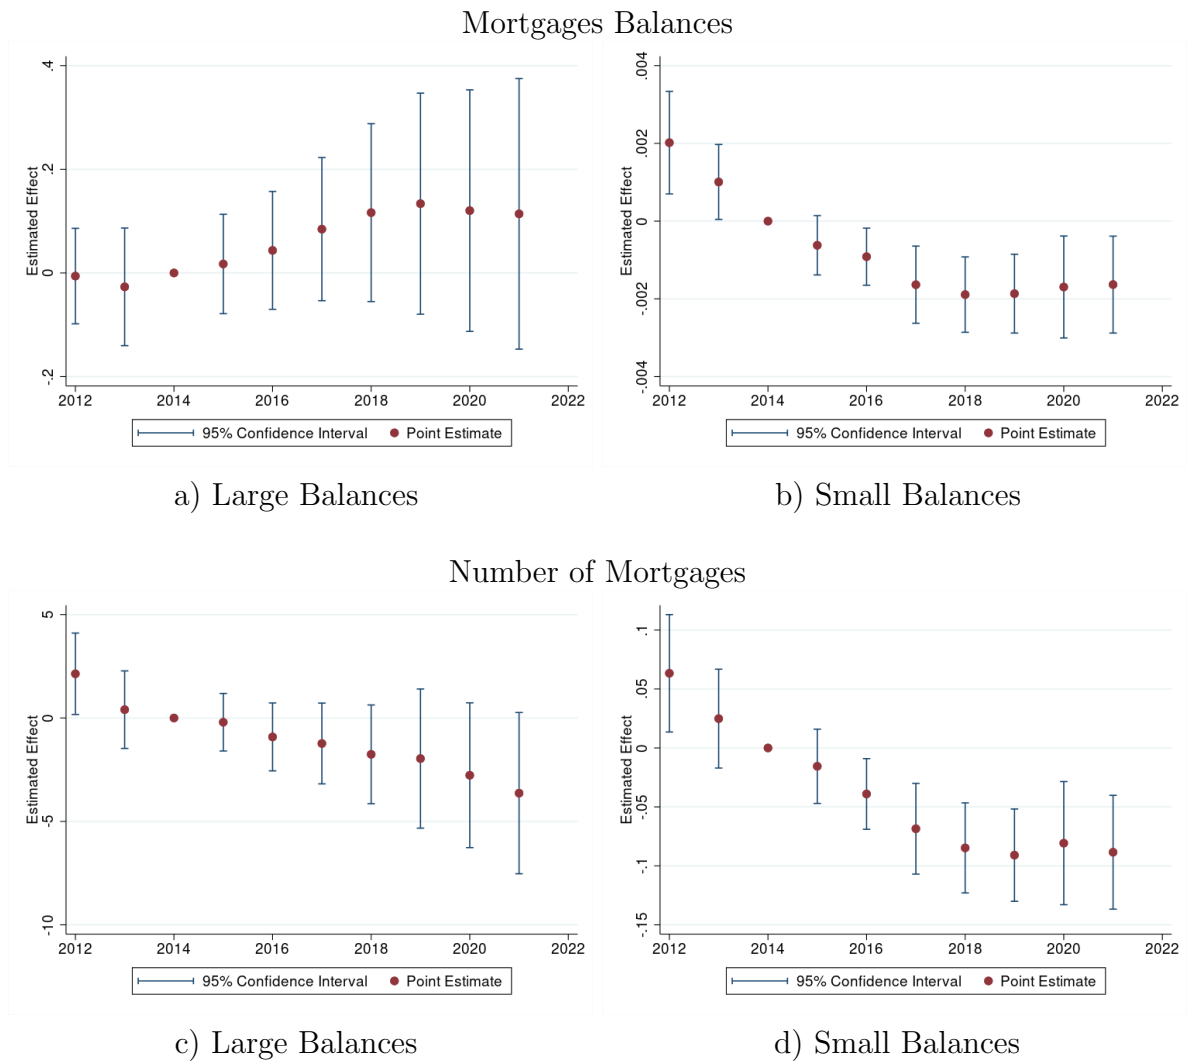 Mortgages Balances
Estimated Effect
.4
.2
0
-.2
2012 2014 2016 2018 2020 2022
95% Confidence Interval Point Estimate
a) Large Balances
Estimated Effect
.004
.002
0
-.002
-.004
2012 2014 2016 2018 2020 2022
95% Confidence Interval Point Estimate
b) Small Balances
Number of Mortgages
Estimated Effect
5
0
-5
-10
2012 2014 2016 2018 2020 2022
95% Confidence Interval Point Estimate
c) Large Balances
Estimated Effect
.1
.05
0
-.05
-.1
-.15
2012 2014 2016 2018 2020 2022
95% Confidence Interval Point Estimate
d) Small Balances